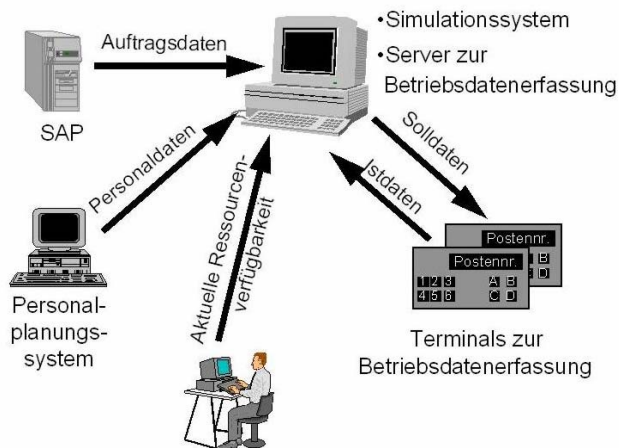 •Simulationssystem
•Server zur
Betriebsdatenerfassung
Auftragsdaten
SAP
Personaldaten
Personal-
planungs-
system
Aktuelle Ressourcen-
verfügbarkeit
Solldaten
Istdaten
Postennr.
B
D
Postennr.
1 2 3 A B
4 5 6 C D
Terminals zur
Betriebsdatenerfassung